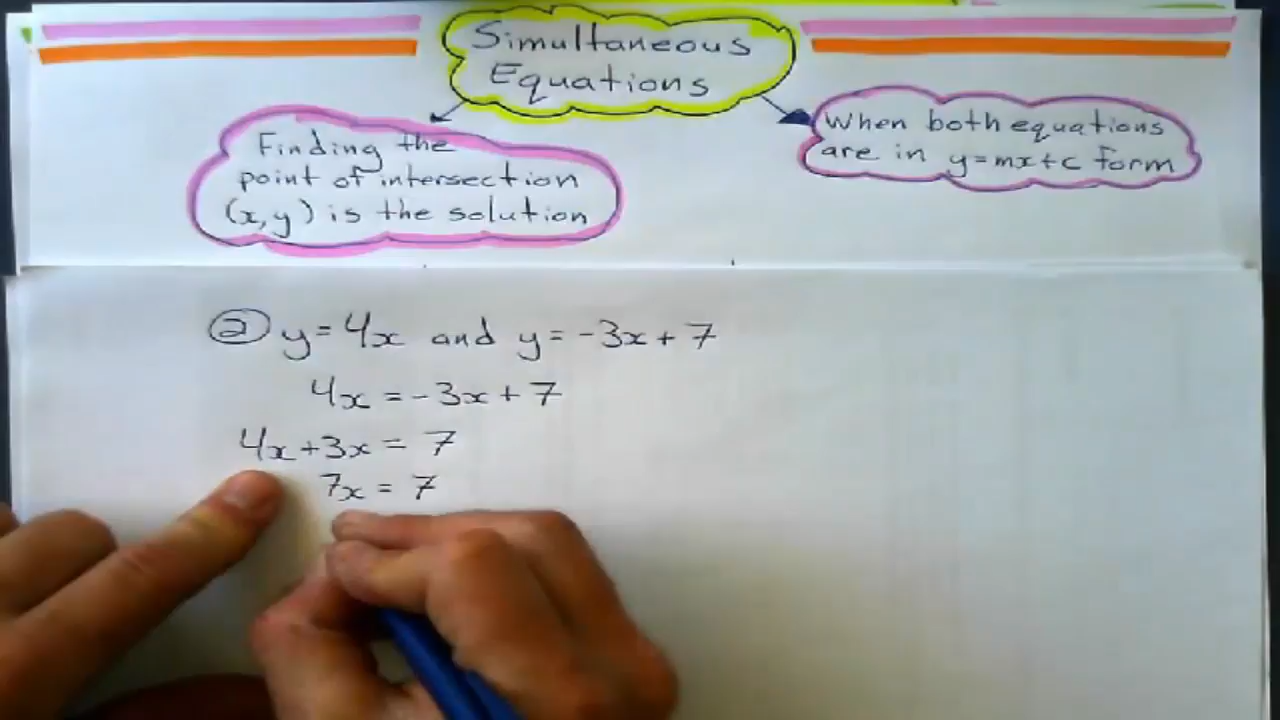 Simultaneous
Equations
Finding the
point of intersection
(x,y) is the solution
When both equations
are in y=mx+c form
② y=4x and y=-3x+7
4x=-3x+7
4x+3x=7
7x=7